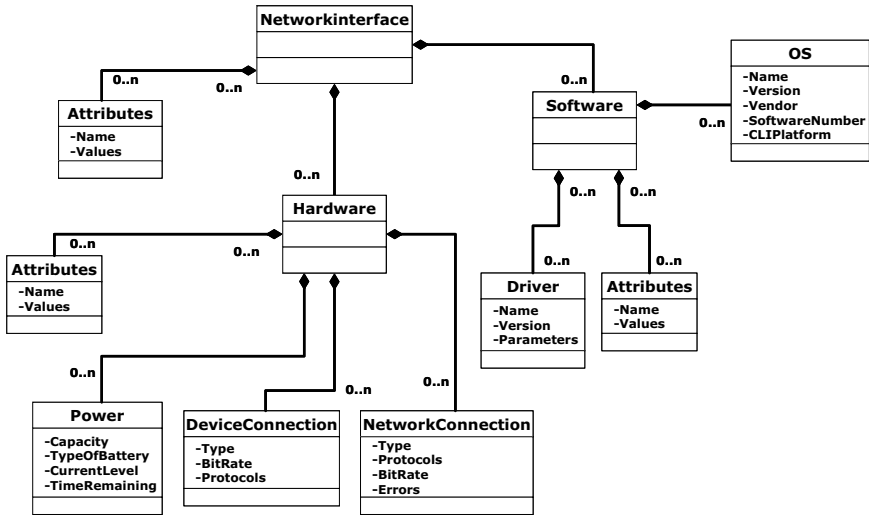 Networkinterface
0..n
0..n
Attributes
-Name
-Values
OS
-Name
-Version
-Vendor
-SoftwareNumber
-CLIPlatform
Software
0..n
0..n
Hardware
0..n
0..n
0..n
0..n
Attributes
-Name
-Values
0..n
0..n
Driver
-Name
-Version
-Parameters
Attributes
-Name
-Values
0..n
0..n
0..n
Power
-Capacity
-TypeOfBattery
-CurrentLevel
-TimeRemaining
DeviceConnection
-Type
-BitRate
-Protocols
NetworkConnection
-Type
-Protocols
-BitRate
-Errors